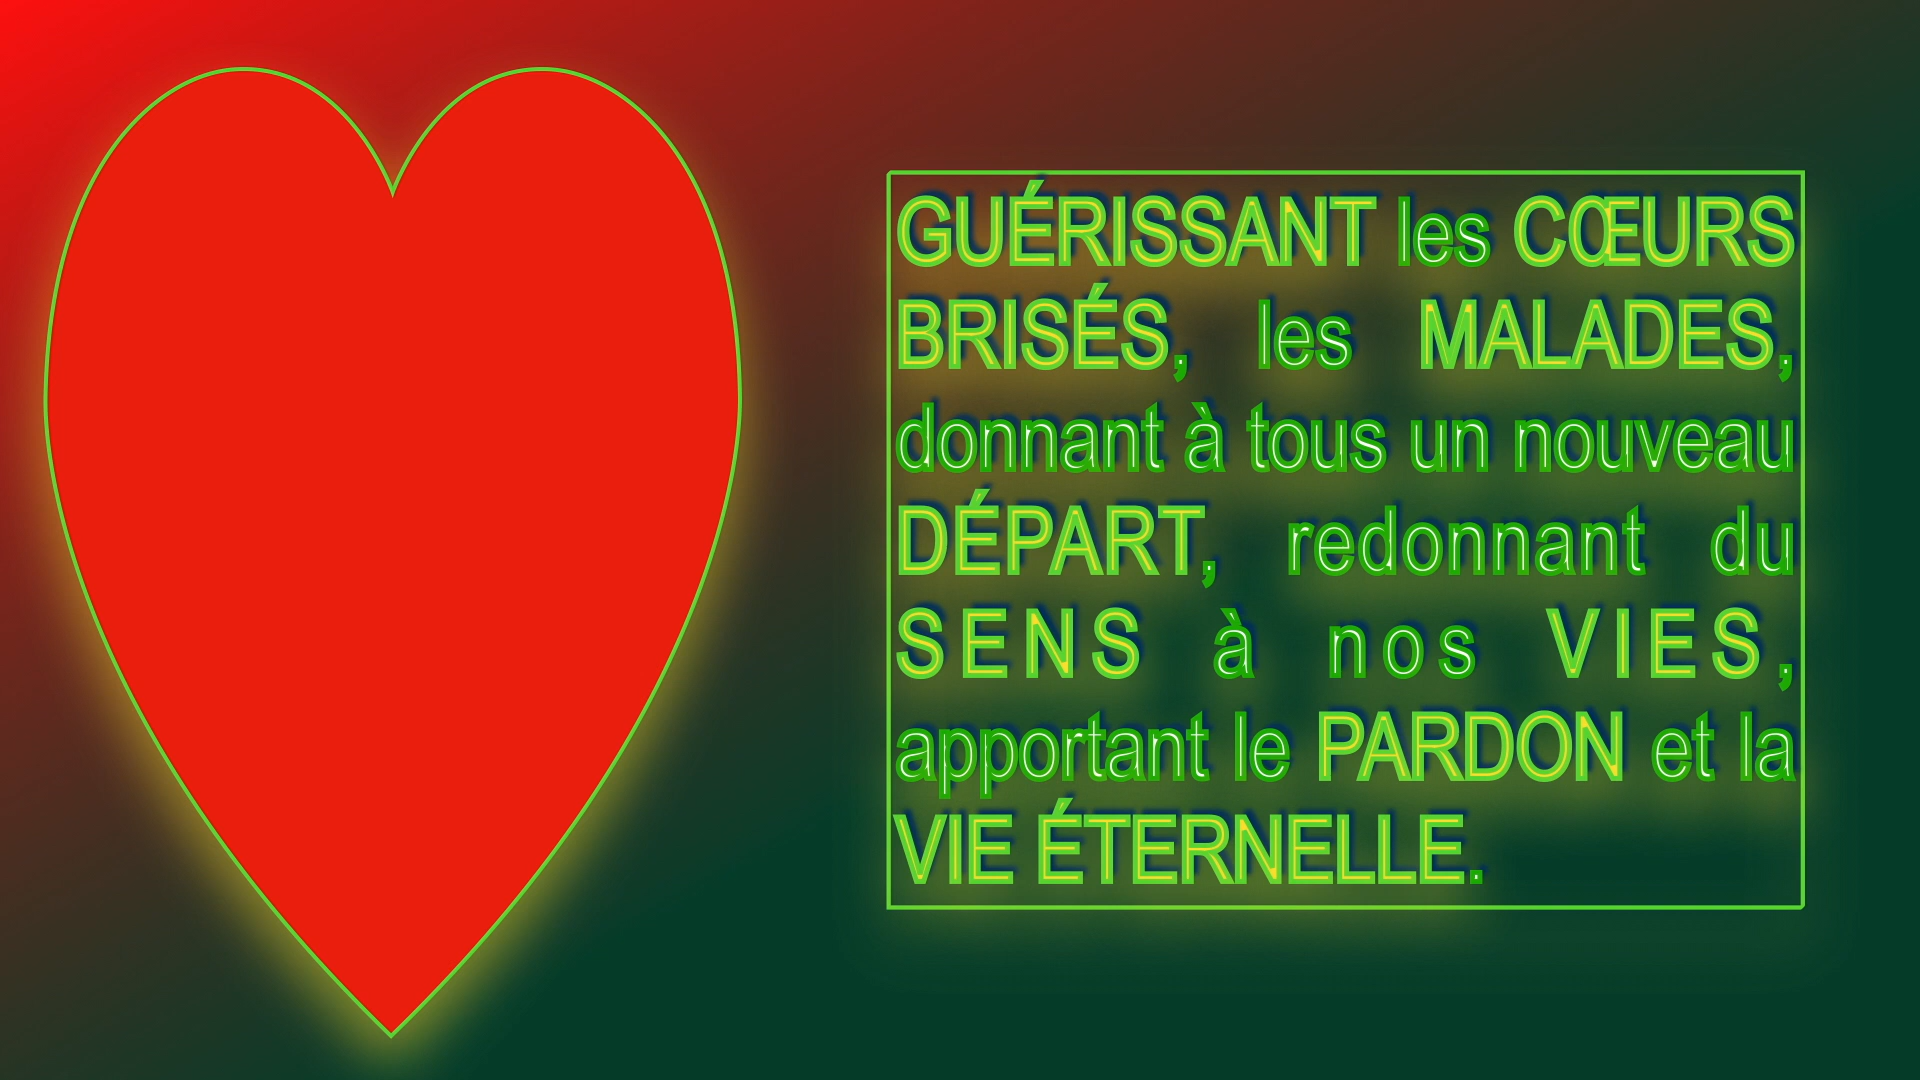 GUÉRISSANT les CŒURS
BRISÉS, les MALADES,
donnant à tous un nouveau
DÉPART, redonnant du
SENS à nos VIES,
apportant le PARDON et la
VIE ÉTERNELLE.